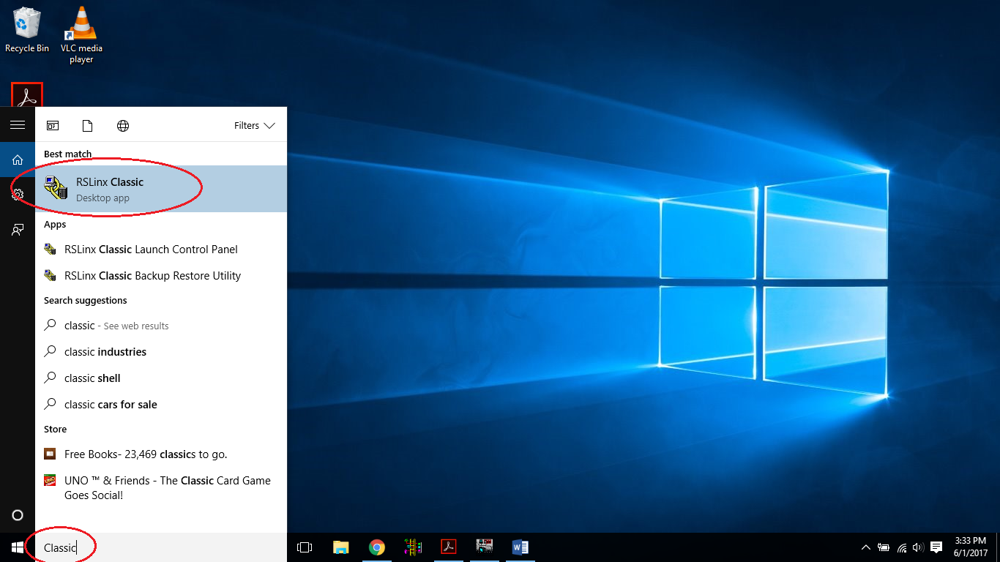 Recycle Bin
VLC media
player
Filters
Best match
RSLinx Classic
Desktop app
Apps
RSLinx Classic Launch Control Panel
RSLinx Classic Backup Restore Utility
Search suggestions
classic - See web results
classic industries
classic shell
classic cars for sale
Store
Free Books- 23,469 classics to go.
UNO ™ & Friends - The Classic Card Game
Goes Social!
Classic
3:33 PM
6/1/2017